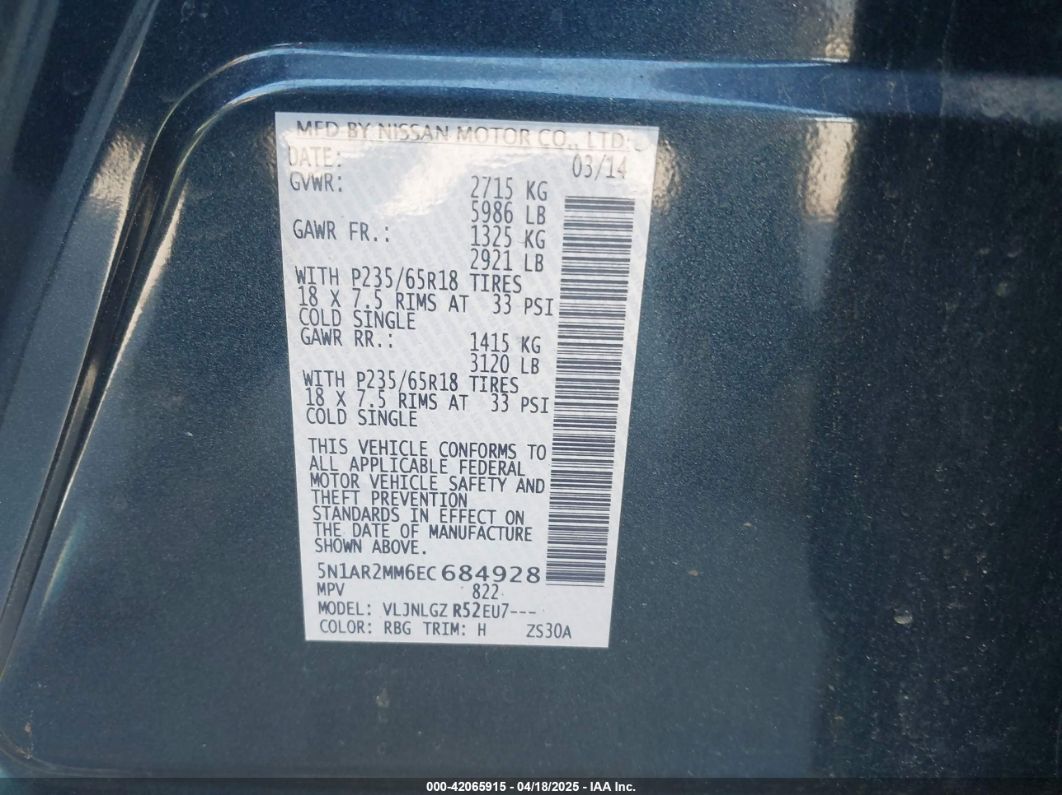 MFD BY NISSAN MOTOR CO., LTD.
DATE: 03/14
GVWR: 2715 KG
5986 LB
GAWR FR.: 1325 KG
2921 LB
WITH P235/65R18 TIRES
18 X 7.5 RIMS AT 33 PSI
COLD SINGLE
GAWR RR.: 1415 KG
3120 LB
WITH P235/65R18 TIRES
18 X 7.5 RIMS AT 33 PSI
COLD SINGLE
THIS VEHICLE CONFORMS TO
ALL APPLICABLE FEDERAL
MOTOR VEHICLE SAFETY AND
THEFT PREVENTION
STANDARDS IN EFFECT ON
THE DATE OF MANUFACTURE
SHOWN ABOVE.
5N1AR2MM6EC684928
MPV 822
MODEL: VLJNLGZ R52EU7---
COLOR: RBG TRIM: H ZS30A
000-42065915 - 04/18/2025 - IAA Inc.